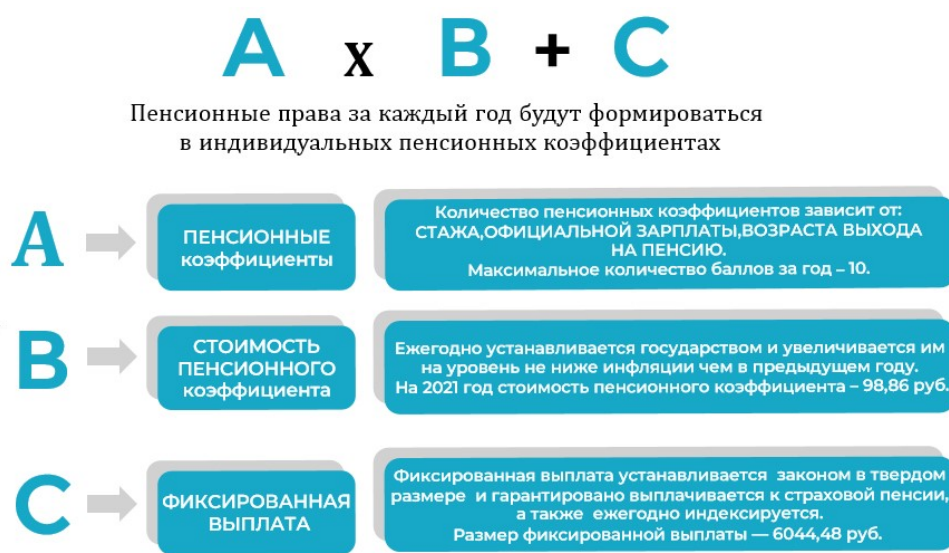 A x B + C
Пенсионные права за каждый год будут формироваться
в индивидуальных пенсионных коэффициентах
A
ПЕНСИОННЫЕ
коэффициенты
Количество пенсионных коэффициентов зависит от:
СТАЖА,ОФИЦИАЛЬНОЙ ЗАРПЛАТЫ,ВОЗРАСТА ВЫХОДА
НА ПЕНСИЮ.
Максимальное количество баллов за год – 10.
B
СТОИМОСТЬ
ПЕНСИОННОГО
коэффициента
Ежегодно устанавливается государством и увеличивается им
на уровень не ниже инфляции чем в предыдущем году.
На 2021 год стоимость пенсионного коэффициента – 98,86 руб.
C
ФИКСИРОВАННАЯ
ВЫПЛАТА
Фиксированная выплата устанавливается законом в твердом
размере и гарантировано выплачивается к страховой пенсии,
а также ежегодно индексируется.
Размер фиксированной выплаты — 6044,48 руб.